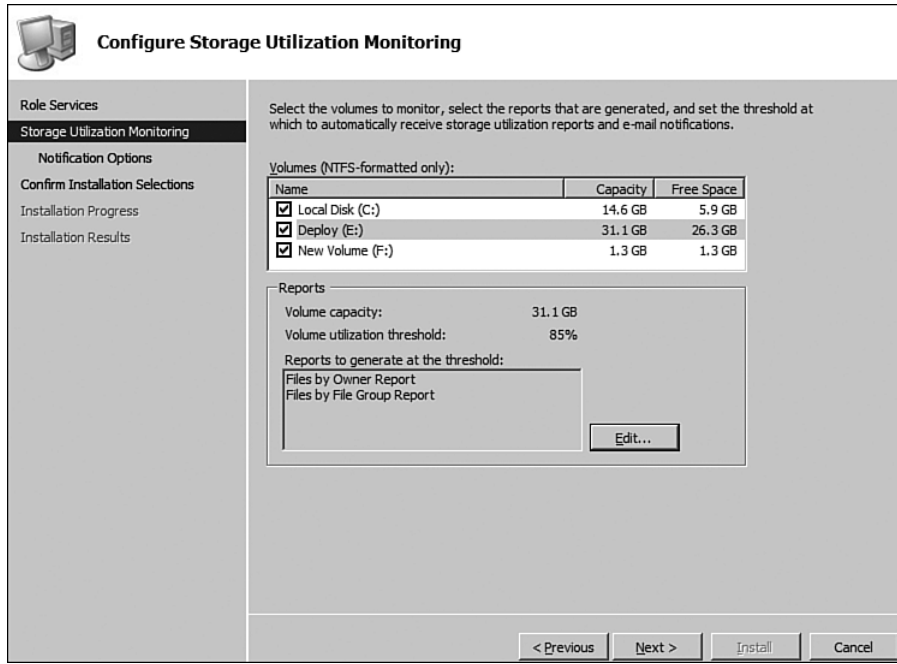 Configure Storage Utilization Monitoring
Role Services
Storage Utilization Monitoring
Notification Options
Confirm Installation Selections
Installation Progress
Installation Results
Select the volumes to monitor, select the reports that are generated, and set the threshold at
which to automatically receive storage utilization reports and e-mail notifications.
Volumes (NTFS-formatted only):
Name Capacity Free Space
Local Disk (C:) 14.6 GB 5.9 GB
Deploy (E:) 31.1 GB 26.3 GB
New Volume (F:) 1.3 GB 1.3 GB
Reports
Volume capacity: 31.1 GB
Volume utilization threshold: 85%
Reports to generate at the threshold:
Files by Owner Report
Files by File Group Report
Edit...
< Previous Next > Install Cancel